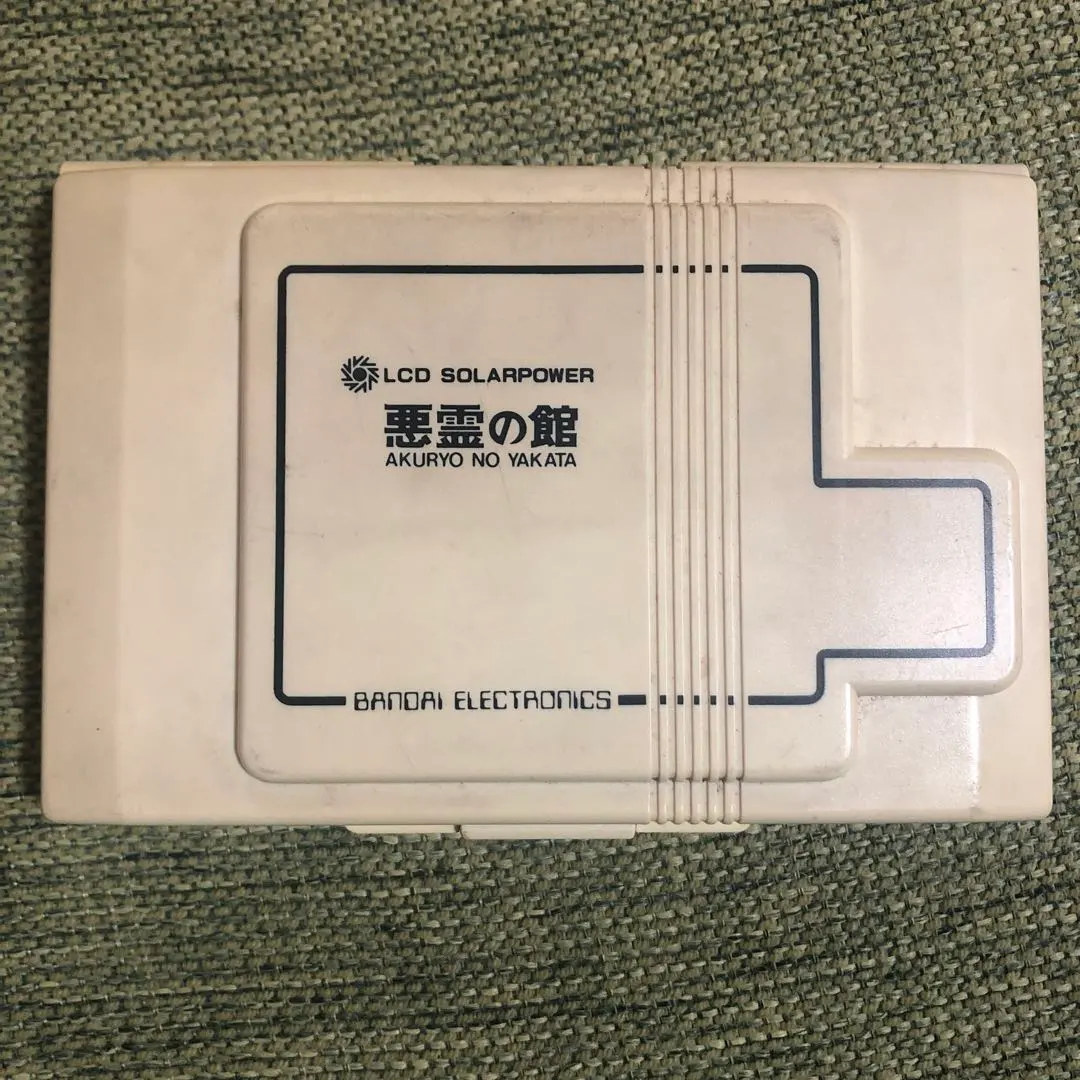 LCD SOLARPOWER
悪霊の館
AKURYO NO YAKATA
BANDAI ELECTRONICS